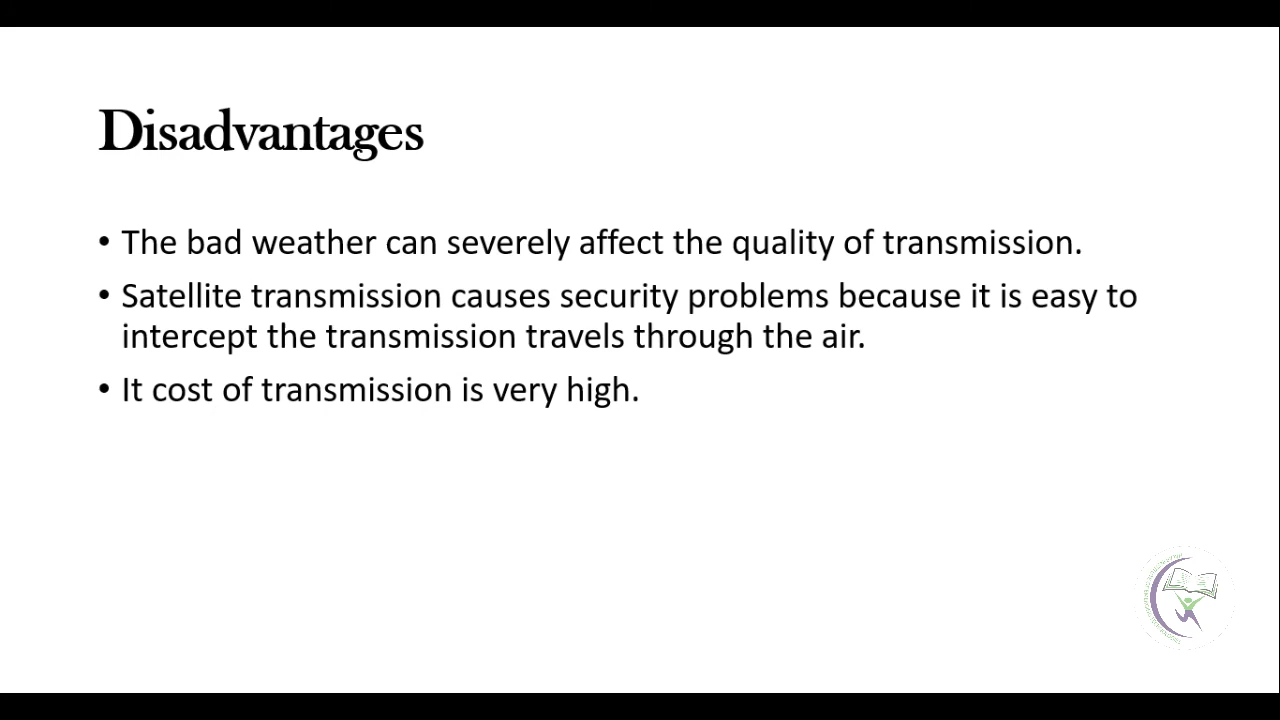 Disadvantages
• The bad weather can severely affect the quality of transmission.
• Satellite transmission causes security problems because it is easy to
intercept the transmission travels through the air.
• It cost of transmission is very high.